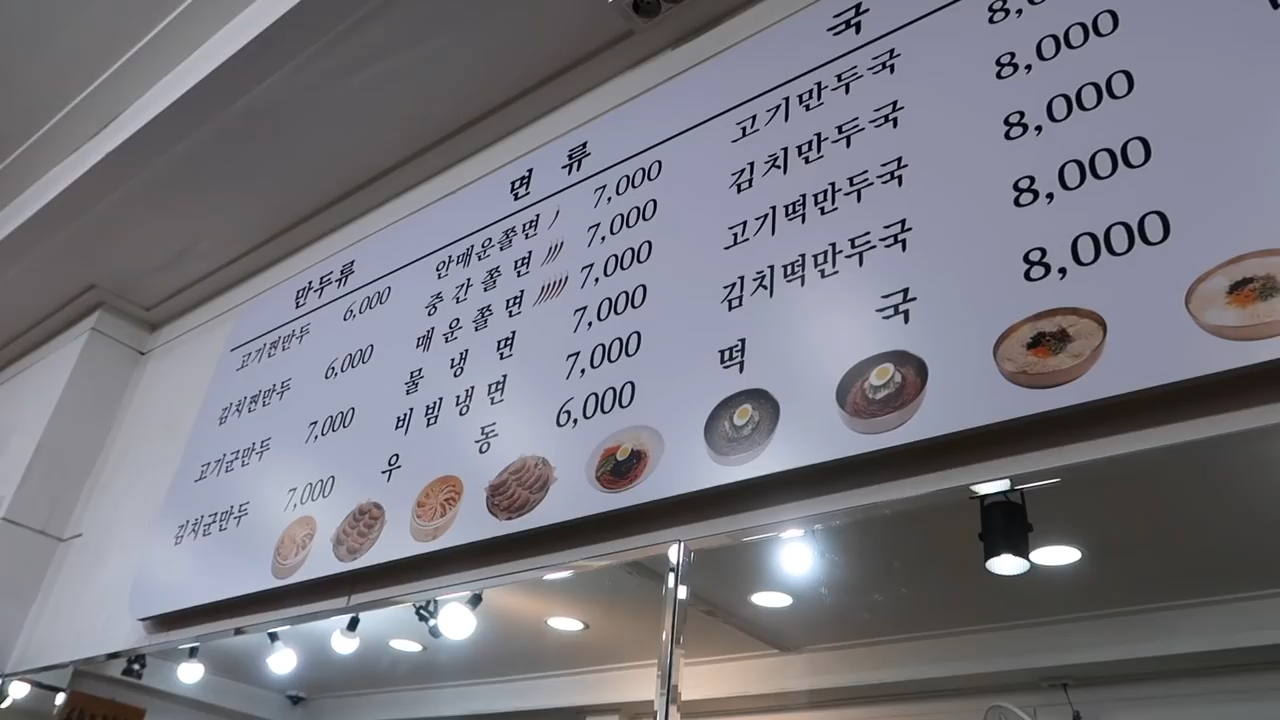 만두류
고기찐만두 6,000
김치찐만두 6,000
고기군만두 7,000
김치군만두 7,000
면 류
안매운쫄면 7,000
중간쫄면 7,000
매운쫄면 7,000
물냉면 7,000
비빔냉면 7,000
우동 6,000
국
고기만두국 8,000
김치만두국 8,000
고기떡만두국 8,000
김치떡만두국 8,000
떡국 8,000